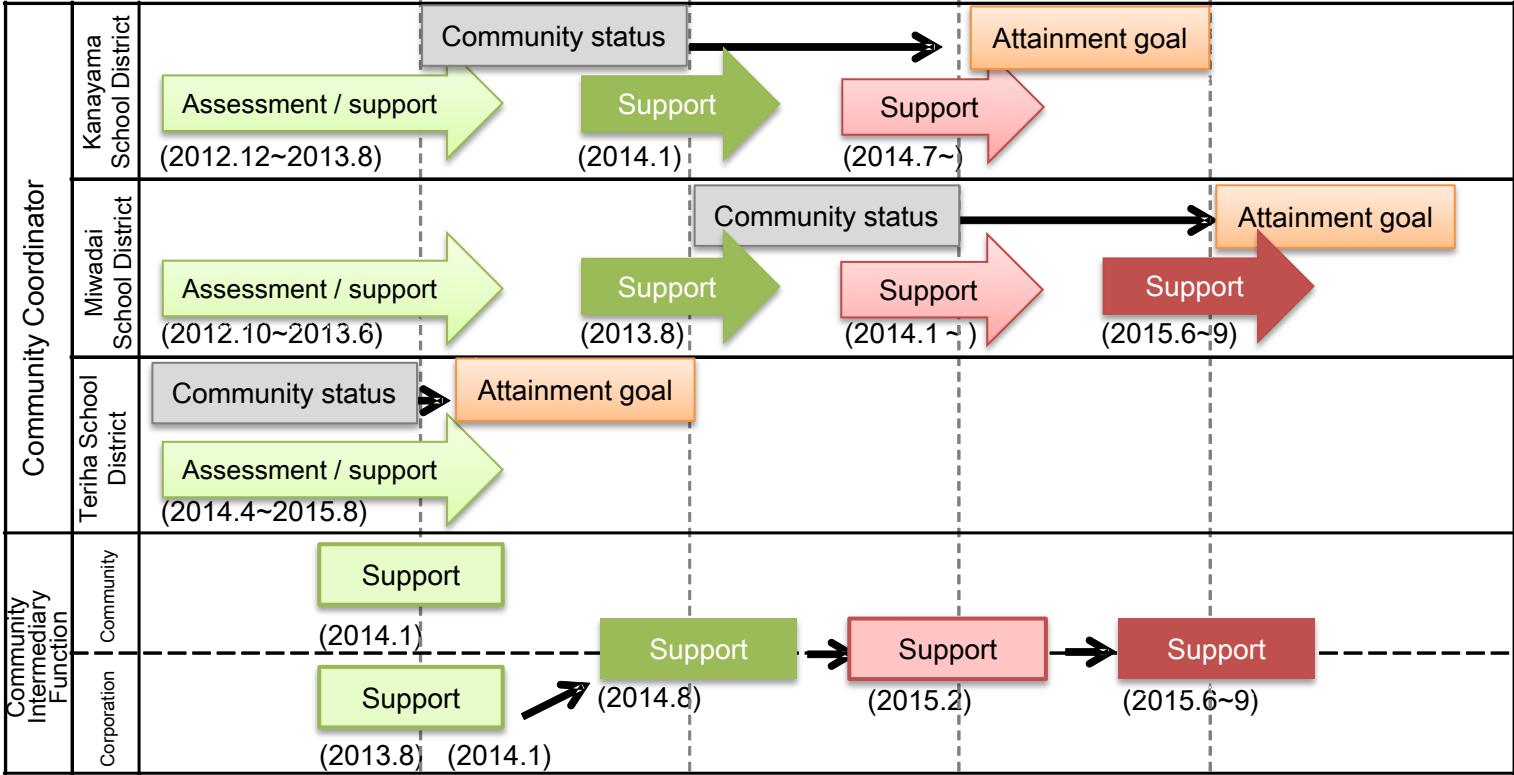 Community Coordinator
Kanayama
School District
Community status
Attainment goal
Assessment / support
Support
Support
(2012.12~2013.8)
(2014.1)
(2014.7~)
Miwadai
School District
Community status
Attainment goal
Assessment / support
Support
Support
Support
(2012.10~2013.6)
(2013.8)
(2014.1 ~ )
(2015.6~9)
Teriha School
District
Community status
Attainment goal
Assessment / support
(2014.4~2015.8)
Community
Intermediary
Function
Community
Support
(2014.1)
Corporation
Support
(2013.8)
(2014.1)
Support
(2014.8)
Support
(2015.2)
Support
(2015.6~9)